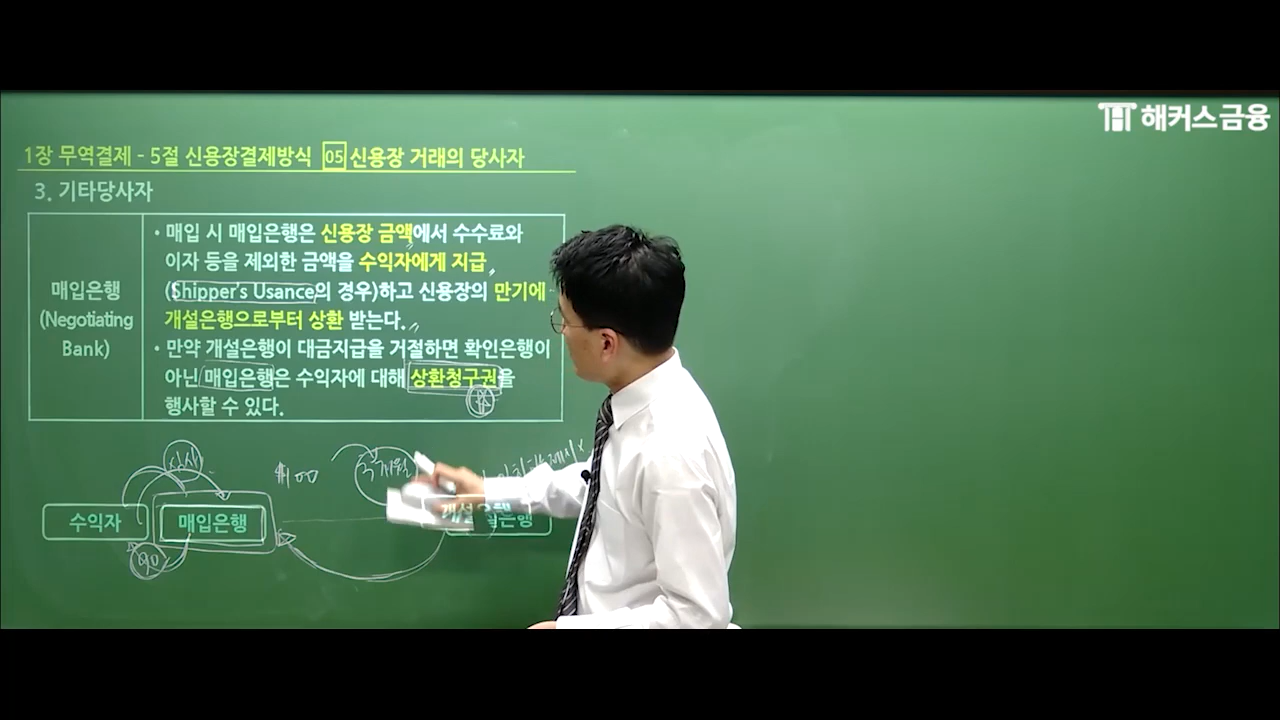 해커스금융
1장 무역결제 - 5절 신용장결제방식 05 신용장 거래의 당사자
3. 기타당사자
매입은행
(Negotiating
Bank)
• 매입 시 매입은행은 신용장 금액에서 수수료와
이자 등을 제외한 금액을 수익자에게 지급
(Shipper's Usance의 경우)하고 신용장의 만기에
개설은행으로부터 상환 받는다.
• 만약 개설은행이 대금지급을 거절하면 확인은행이
아닌 매입은행은 수익자에 대해 상환청구권을
행사할 수 있다.
$100
3개월
수익자
매입은행
개설은행
90